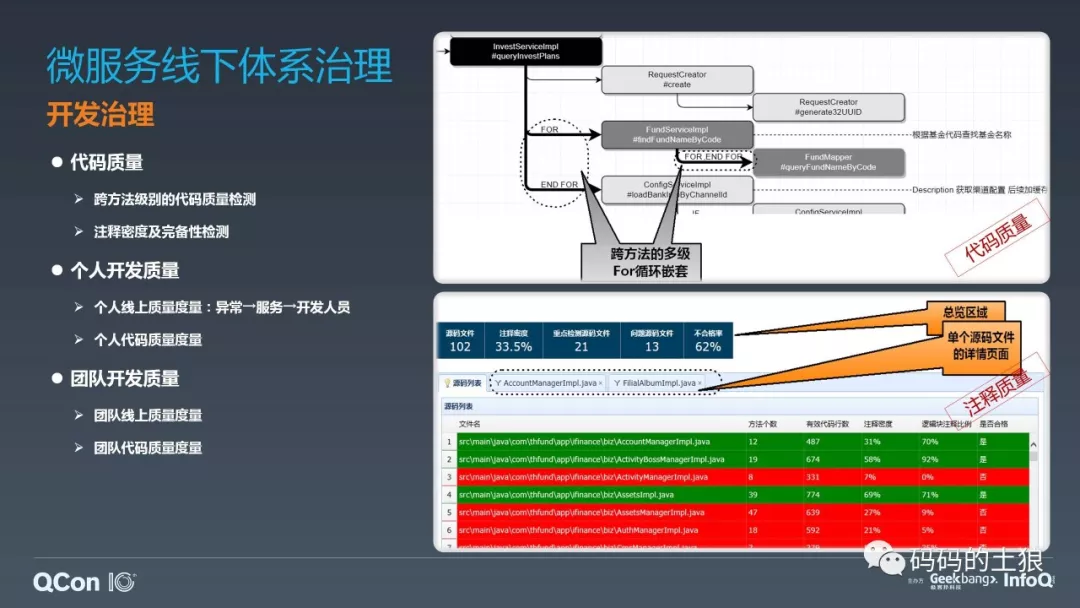 微服务线下体系治理
开发治理
● 代码质量
➢ 跨方法级别的代码质量检测
➢ 注释密度及完备性检测
● 个人开发质量
➢ 个人线上质量度量：异常→服务→开发人员
➢ 个人代码质量度量
● 团队开发质量
➢ 团队线上质量度量
➢ 团队代码质量度量
InvestServiceImpl
#queryInvestPlans
RequestCreator
#create
RequestCreator
#generate32UUID
FOR
FundServiceImpl
#findFundNameByCode
根据基金代码查找基金名称
FOR END FOR
FundMapper
#queryFundNameByCode
END FOR
ConfigServiceImpl
Description 获取渠道配置 后续加缓存
IF
ConfigServiceImpl
跨方法的多级
For循环嵌套
代码质量
总览区域
单个源码文件
的详情页面
注释质量
源码文件 注释密度 重点检测源码文件 问题源码文件 不合格率
102 33.5% 21 13 62%
源码列表 AccountManagerImpl.java × FilialAlbumImpl.java ×
源码列表
文件名 方法个数 有效代码行数 注释密度 逻辑块注释比例 是否合格
1 src\main\java\com\thfund\app\ifinance\biz\AccountManagerImpl.java 12 487 31% 70% 是
2 src\main\java\com\thfund\app\ifinance\biz\ActivityBossManagerImpl.java 19 674 58% 92% 是
3 src\main\java\com\thfund\app\ifinance\biz\ActivityManagerImpl.java 8 331 7% 0% 否
4 src\main\java\com\thfund\app\ifinance\biz\AssetsImpl.java 39 774 69% 71% 是
5 src\main\java\com\thfund\app\ifinance\biz\AssetsManagerImpl.java 47 639 27% 9% 否
6 src\main\java\com\thfund\app\ifinance\biz\AuthManagerImpl.java 18 592 21% 5% 否
码码的土狼
QCon 10+
主办方 Geekbang>. InfoQ
极客邦科技